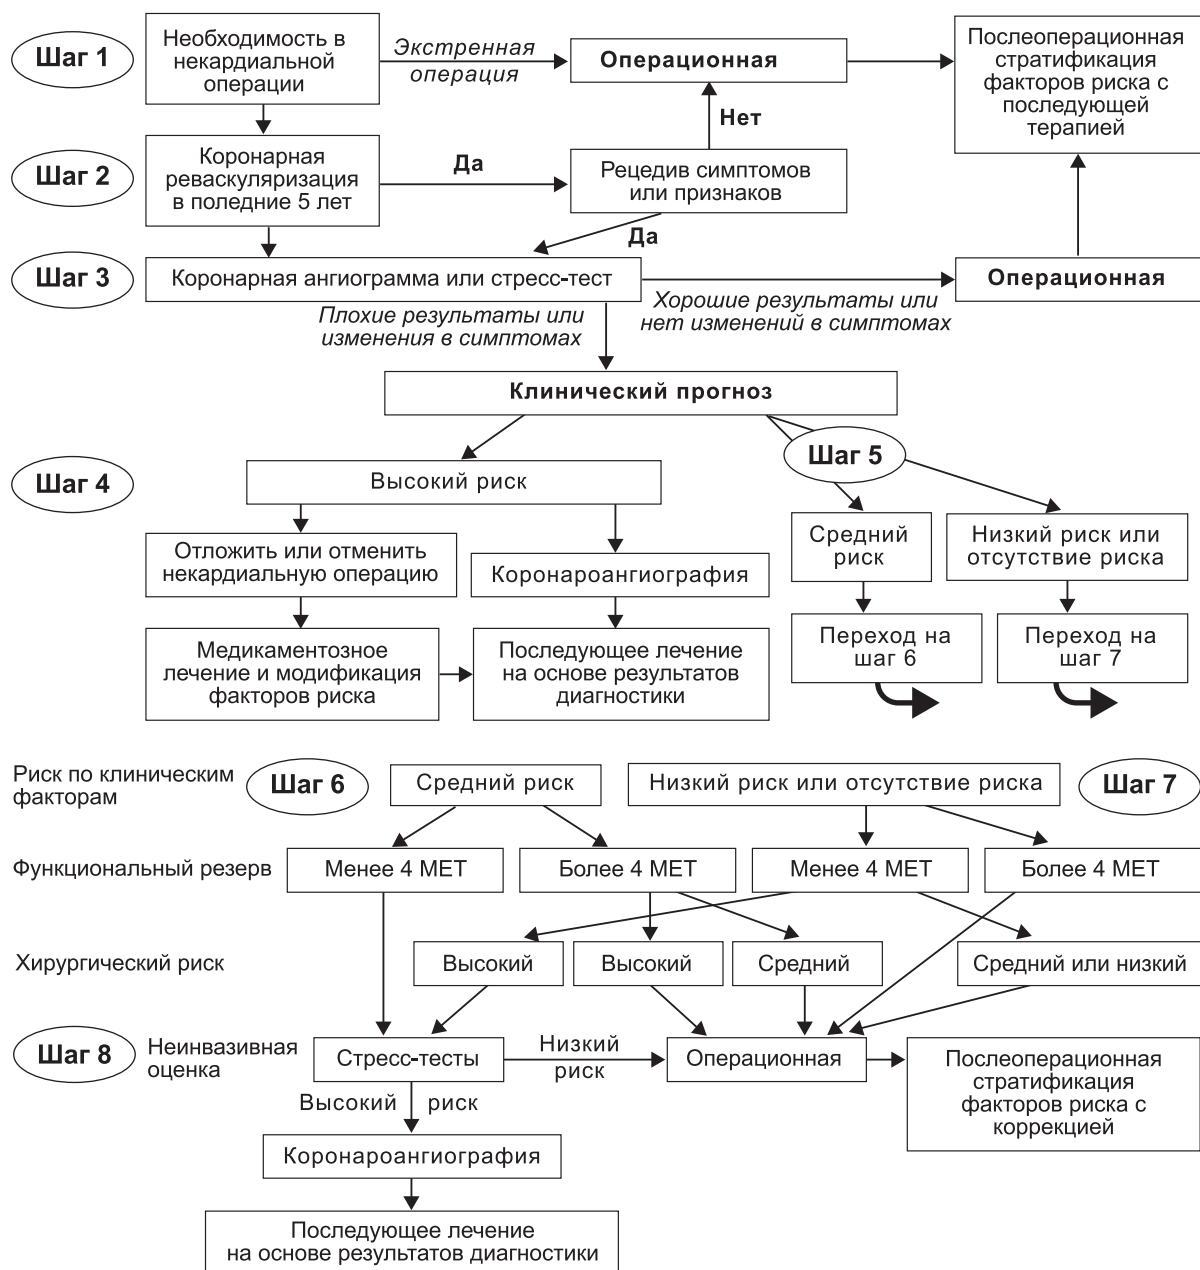 Шаг 1
Необходимость в
некардиальной
операции
Экстренная
операция
Операционная
Послеоперационная
стратификация
факторов риска с
последующей
терапией
Нет
Шаг 2
Коронарная
реваскуляризация
в поледние 5 лет
Да
Рецедив симптомов
или признаков
Да
Шаг 3
Коронарная ангиограмма или стресс-тест
Операционная
Плохие результаты или
изменения в симптомах
Хорошие результаты или
нет изменений в симптомах
Клинический прогноз
Шаг 4
Высокий риск
Шаг 5
Отложить или отменить
некардиальную операцию
Коронароангиография
Средний
риск
Низкий риск или
отсутствие риска
Медикаментозное
лечение и модификация
факторов риска
Последующее лечение
на основе результатов
диагностики
Переход на
шаг 6
Переход на
шаг 7
Риск по клиническим
факторам
Шаг 6
Средний риск
Низкий риск или отсутствие риска
Шаг 7
Функциональный резерв
Менее 4 МЕТ
Более 4 МЕТ
Менее 4 МЕТ
Более 4 МЕТ
Хирургический риск
Высокий
Высокий
Средний
Средний или низкий
Шаг 8
Неинвазивная
оценка
Стресс-тесты
Низкий
риск
Операционная
Послеоперационная
стратификация
факторов риска с
коррекцией
Высокий риск
Коронароангиография
Последующее лечение
на основе результатов диагностики